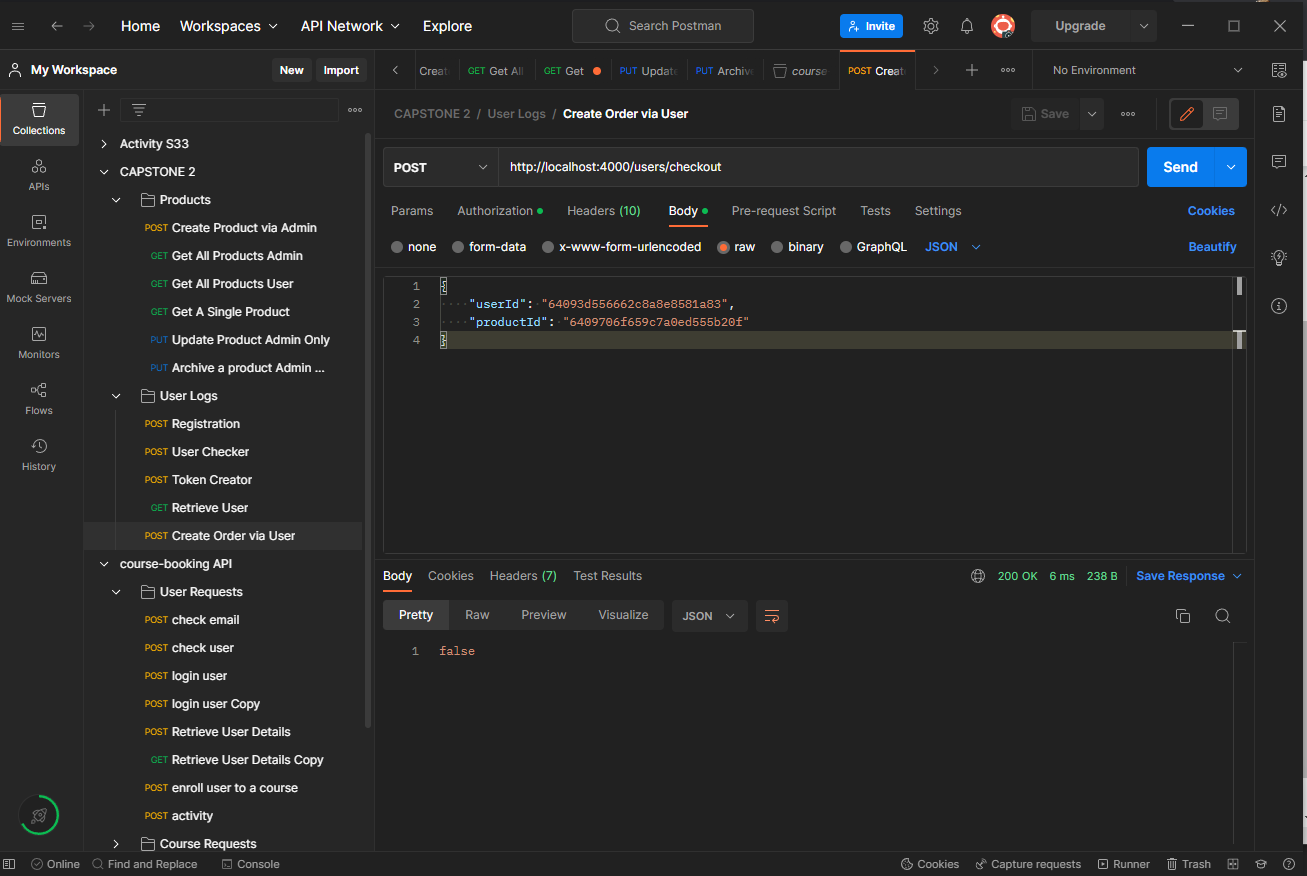 Home Workspaces API Network Explore Search Postman Invite Upgrade
My Workspace New Import Creat GET Get All GET Get PUT Update PUT Archiv course POST Creat No Environment
Collections
APIs
Environments
Mock Servers
Monitors
Flows
History
Activity S33
CAPSTONE 2
Products
POST Create Product via Admin
GET Get All Products Admin
GET Get All Products User
GET Get A Single Product
PUT Update Product Admin Only
PUT Archive a product Admin ...
User Logs
POST Registration
POST User Checker
POST Token Creator
GET Retrieve User
POST Create Order via User
course-booking API
User Requests
POST check email
POST check user
POST login user
POST login user Copy
POST Retrieve User Details
GET Retrieve User Details Copy
POST enroll user to a course
POST activity
Course Requests
CAPSTONE 2 / User Logs / Create Order via User Save
POST http://localhost:4000/users/checkout Send
Params Authorization Headers (10) Body Pre-request Script Tests Settings Cookies
none form-data x-www-form-urlencoded raw binary GraphQL JSON Beautify
1 {
2 "userId": "64093d556662c8a8e8581a83",
3 "productId": "6409706f659c7a0ed555b20f"
4 }
Body Cookies Headers (7) Test Results 200 OK 6 ms 238 B Save Response
Pretty Raw Preview Visualize JSON
1 false
Online Find and Replace Console Cookies Capture requests Runner Trash